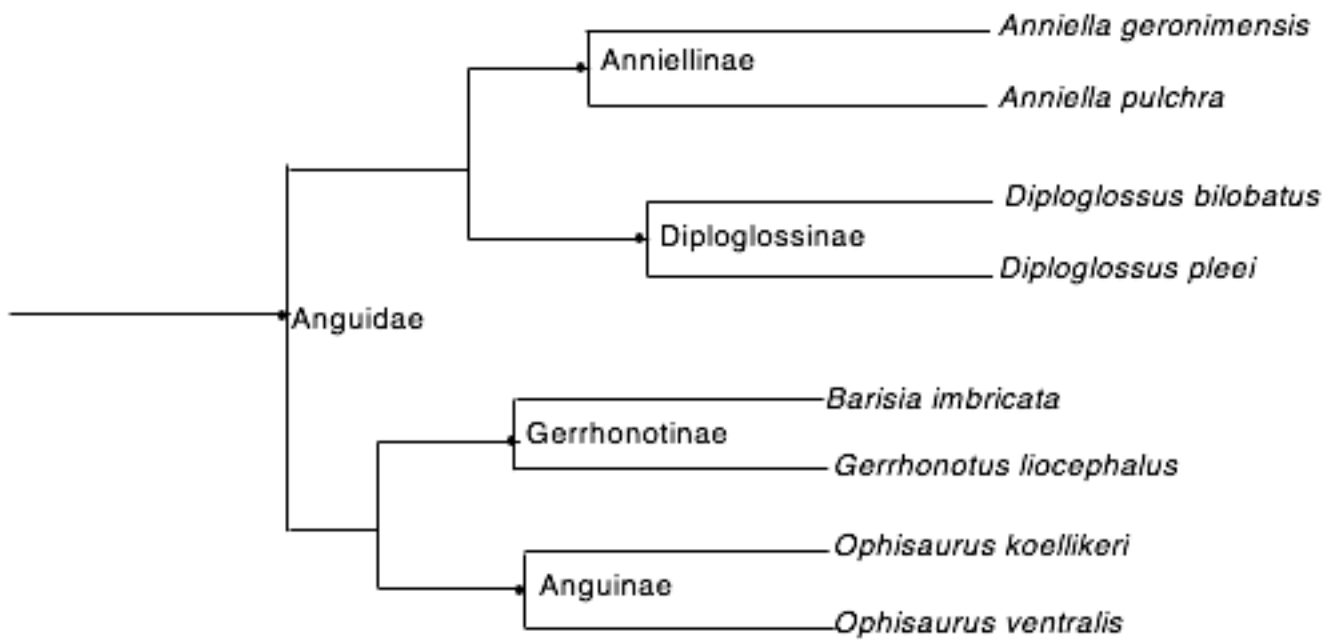 Anniella geronimensis
Anniellinae
Anniella pulchra
Diploglossus bilobatus
Diploglossinae
Diploglossus pleei
Anguidae
Barisia imbricata
Gerrhonotinae
Gerrhonotus liocephalus
Ophisaurus koellikeri
Anguinae
Ophisaurus ventralis